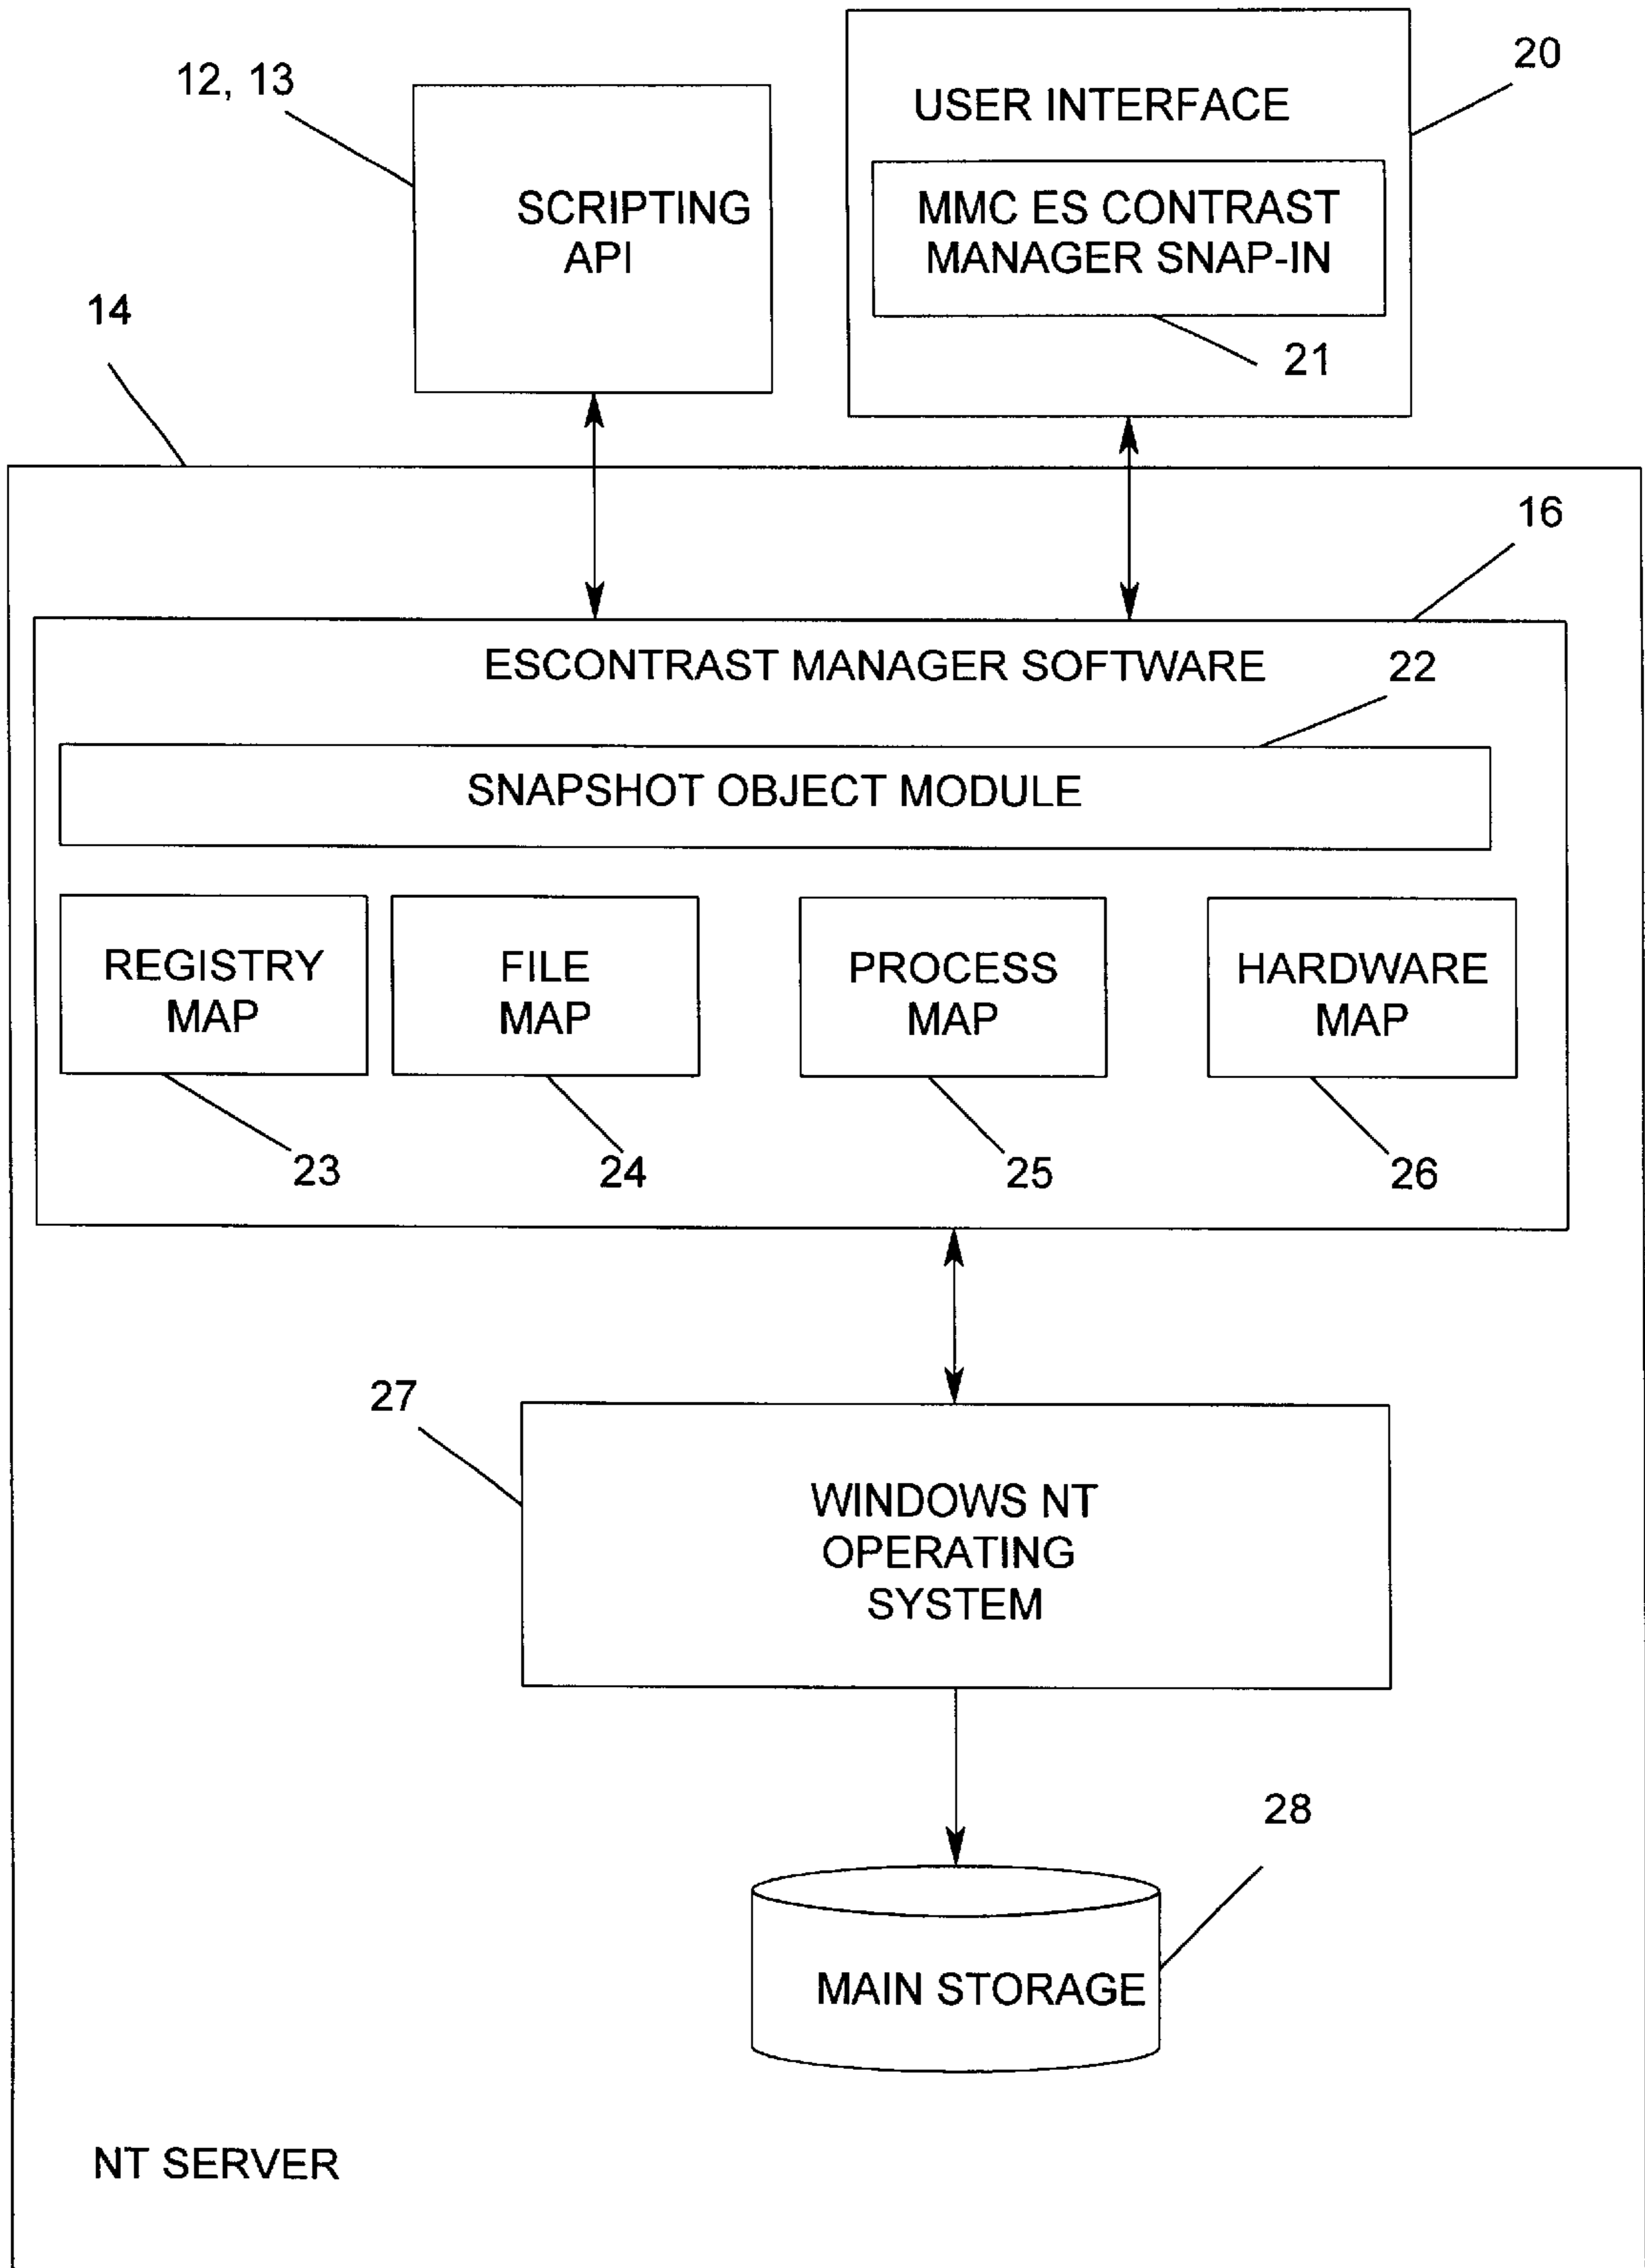 12, 13
SCRIPTING
API
USER INTERFACE
20
MMC ES CONTRAST
MANAGER SNAP-IN
21
14
16
ESCONTRAST MANAGER SOFTWARE
22
SNAPSHOT OBJECT MODULE
REGISTRY
MAP
FILE
MAP
PROCESS
MAP
HARDWARE
MAP
23
24
25
26
27
WINDOWS NT
OPERATING
SYSTEM
28
MAIN STORAGE
NT SERVER